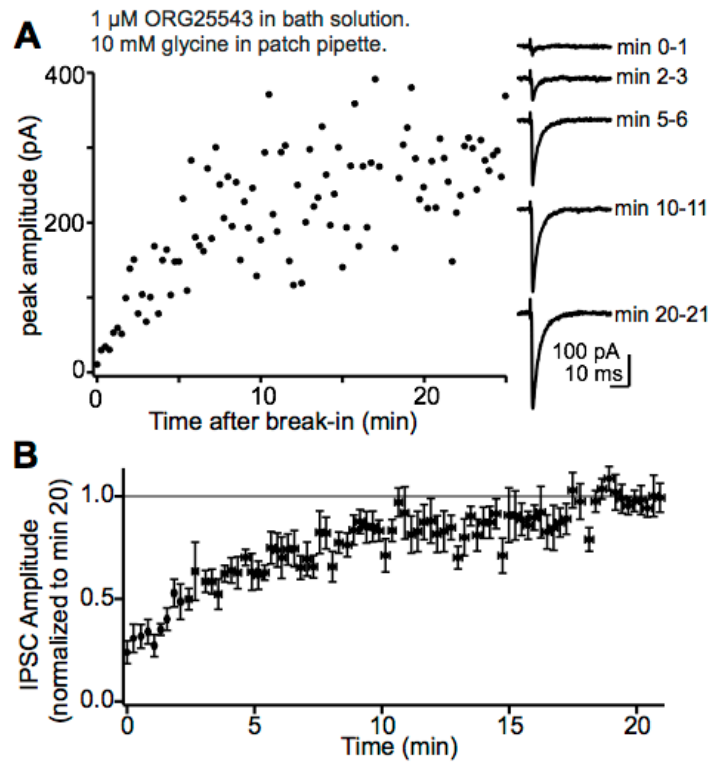 A
1 µM ORG25543 in bath solution.
10 mM glycine in patch pipette.
400
200
0
peak amplitude (pA)
0
10
20
Time after break-in (min)
min 0-1
min 2-3
min 5-6
min 10-11
min 20-21
100 pA
10 ms
B
1.0
0.5
0.0
IPSC Amplitude
(normalized to min 20)
0
5
10
15
20
Time (min)